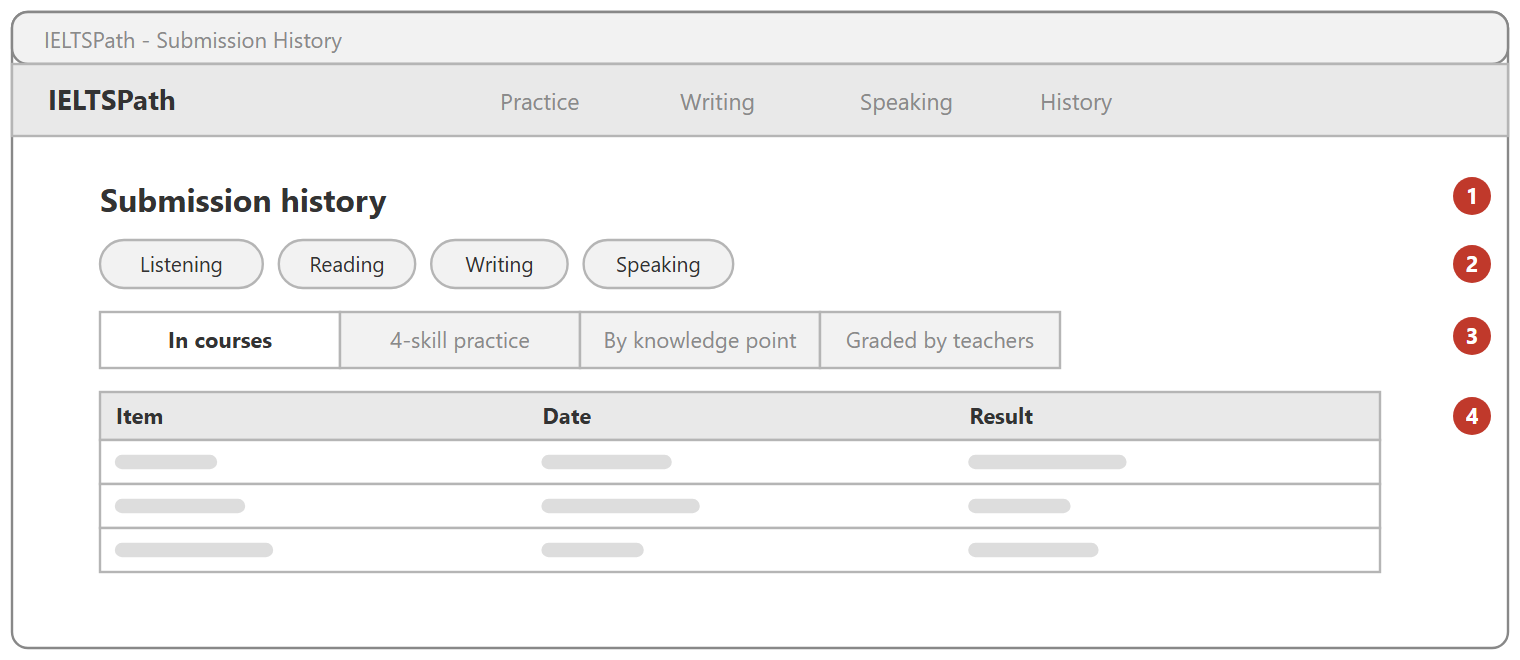 IELTSPath - Submission History
IELTSPath Practice Writing Speaking History
Submission history 1
Listening Reading Writing Speaking 2
In courses 4-skill practice By knowledge point Graded by teachers 3
Item Date Result 4